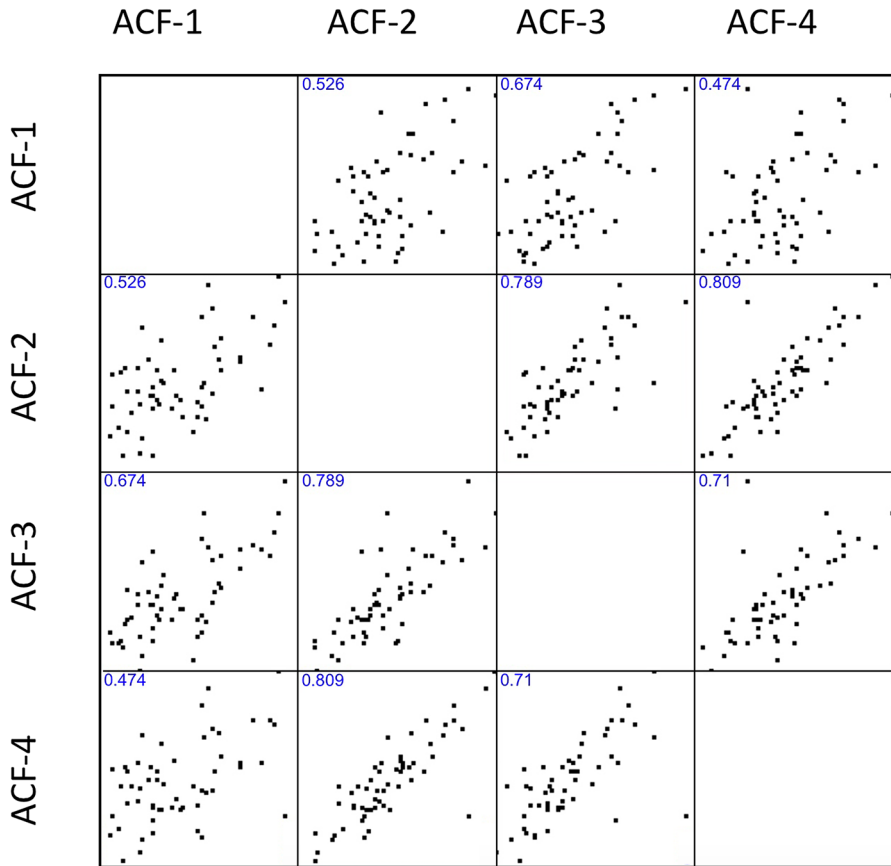 ACF-1 ACF-2 ACF-3 ACF-4
ACF-1
0.526 0.674 0.474
ACF-2
0.526 0.789 0.809
ACF-3
0.674 0.789 0.71
ACF-4
0.474 0.809 0.71